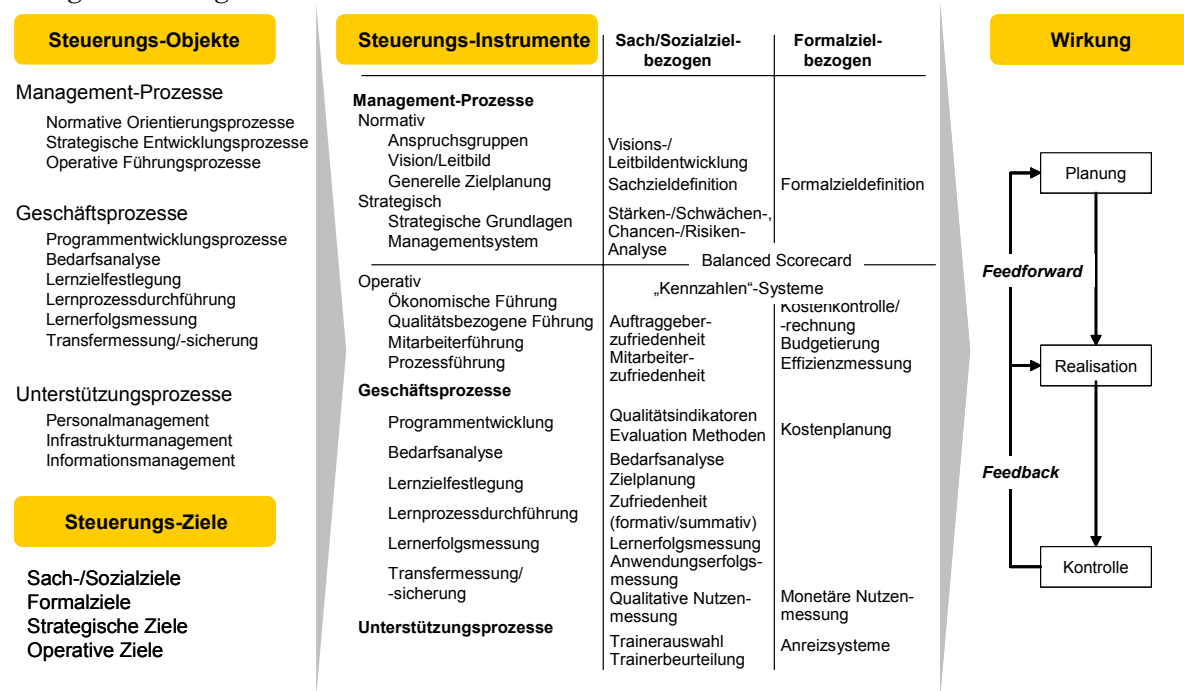 Steuerungs-Objekte
Management-Prozesse
Normative Orientierungsprozesse
Strategische Entwicklungsprozesse
Operative Führungsprozesse
Geschäftsprozesse
Programmentwicklungsprozesse
Bedarfsanalyse
Lernzielfestlegung
Lernprozessdurchführung
Lernerfolgsmessung
Transfermessung/-sicherung
Unterstützungsprozesse
Personalmanagement
Infrastrukturmanagement
Informationsmanagement
Steuerungs-Ziele
Sach-/Sozialziele
Formalziele
Strategische Ziele
Operative Ziele
Steuerungs-Instrumente
Sach/Sozialziel-
bezogen
Formalziel-
bezogen
Management-Prozesse
Normativ
Anspruchsgruppen
Vision/Leitbild
Generelle Zielplanung
Strategisch
Strategische Grundlagen
Managementsystem
Visions-/
Leitbildentwicklung
Sachzieldefinition
Formalzieldefinition
Stärken-/Schwächen-,
Chancen-/Risiken-
Analyse
Balanced Scorecard
Operativ
Ökonomische Führung
Qualitätsbezogene Führung
Mitarbeiterführung
Prozessführung
„Kennzahlen“-Systeme
Auftraggeber-
zufriedenheit
Mitarbeiter-
zufriedenheit
Kostenkontrolle/
-rechnung
Budgetierung
Effizienzmessung
Geschäftsprozesse
Programmentwicklung
Bedarfsanalyse
Lernzielfestlegung
Lernprozessdurchführung
Lernerfolgsmessung
Transfermessung/
-sicherung
Qualitätsindikatoren
Evaluation Methoden
Kostenplanung
Bedarfsanalyse
Zielplanung
Zufriedenheit
(formativ/summativ)
Lernerfolgsmessung
Anwendungserfolgs-
messung
Qualitative Nutzen-
messung
Monetäre Nutzen-
messung
Unterstützungsprozesse
Trainerauswahl
Trainerbeurteilung
Anreizsysteme
Wirkung
Planung
Feedforward
Realisation
Feedback
Kontrolle